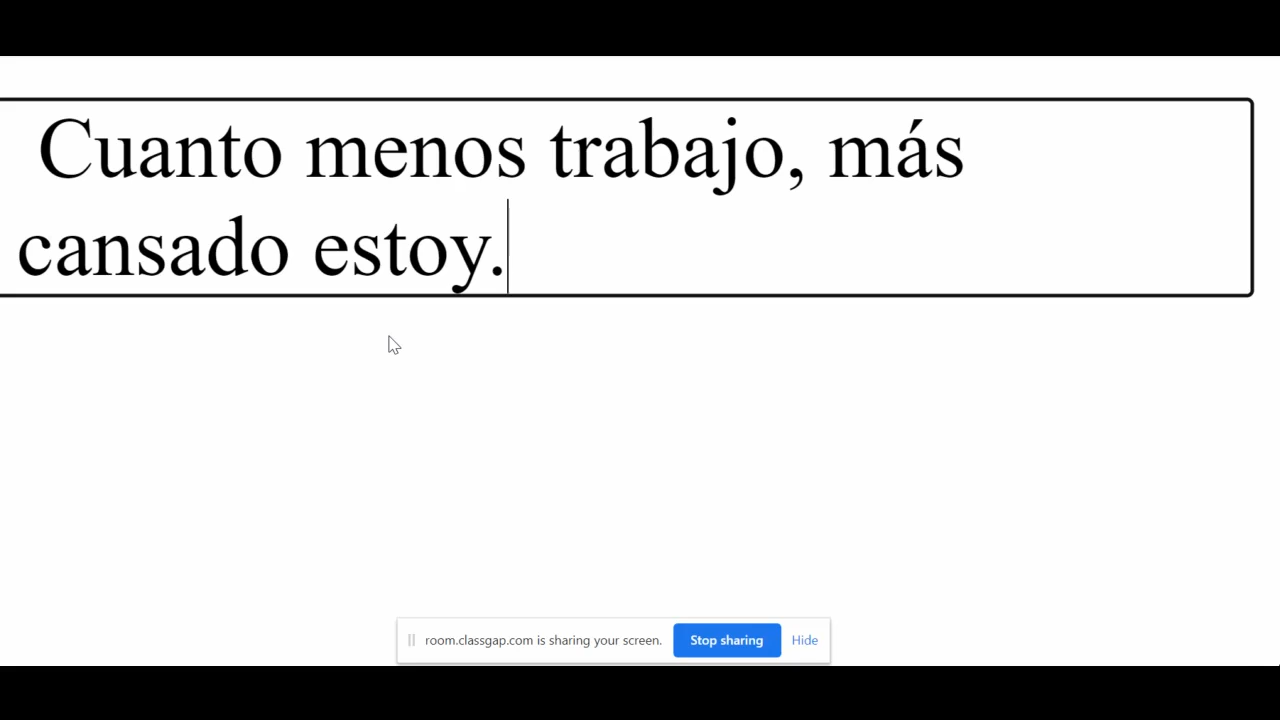 Cuanto menos trabajo, más
cansado estoy.
room.classgap.com is sharing your screen. Stop sharing Hide